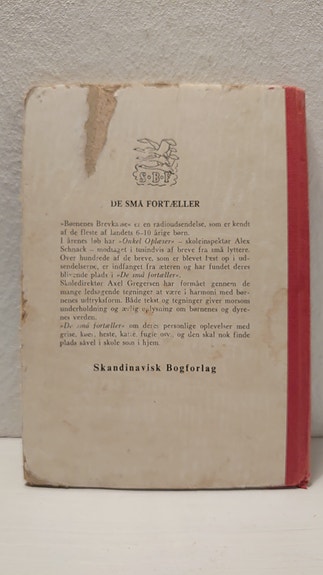 S·B·F
DE SMÅ FORTÆLLER
»Børnenes Brevkasse« er en radioudsendelse, som er kendt
af de fleste af landets 6–10 årige børn.
I årenes løb har »Onkel Oplæser« – skoleinspektør Alex
Schnack – modtaget i tusindvis af breve fra små lyttere.
Over hundrede af de breve, som er blevet læst op i ud-
sendelserne, er indfanget fra æteren og har fundet deres
blivende plads i »De små fortæller«.
Skoledirektør Axel Gregersen har formået gennem de
mange ledsagende tegninger at være i harmoni med bør-
nenes udtryksform. Både tekst og tegninger giver morsom
underholdning og ærlig oplysning om børnenes og dyre-
nes verden.
»De små fortæller« om deres personlige oplevelser med
grise, køer, heste, katte, fugle osv., og den skal nok finde
plads såvel i skole som i hjem.
Skandinavisk Bogforlag